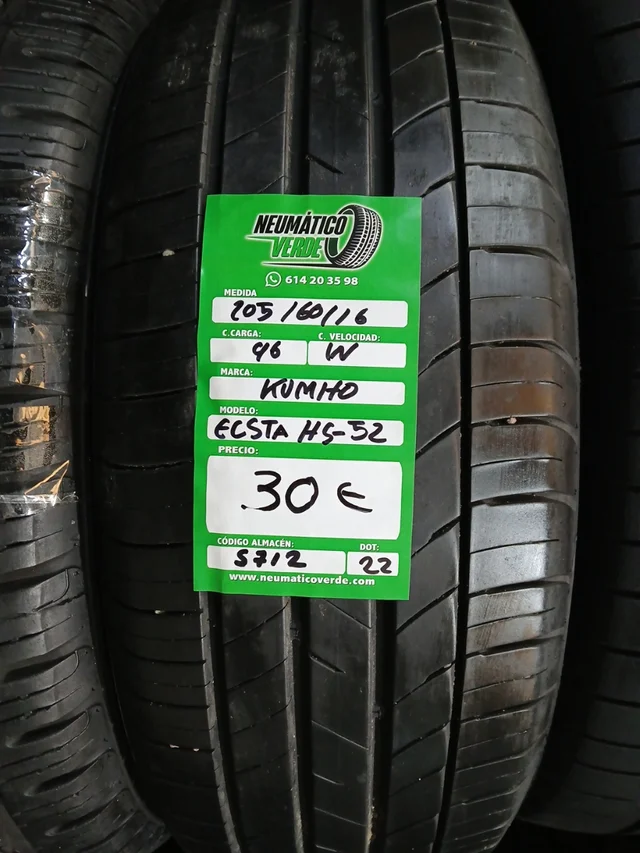 NEUMÁTICO
VERDE
614 20 35 98
MEDIDA
205/60/16
C.CARGA: C. VELOCIDAD:
96 W
MARCA:
KUMHO
MODELO:
ECSTA HS-52
PRECIO:
30€
CÓDIGO ALMACÉN: DOT:
S712 22
www.neumaticoverde.com